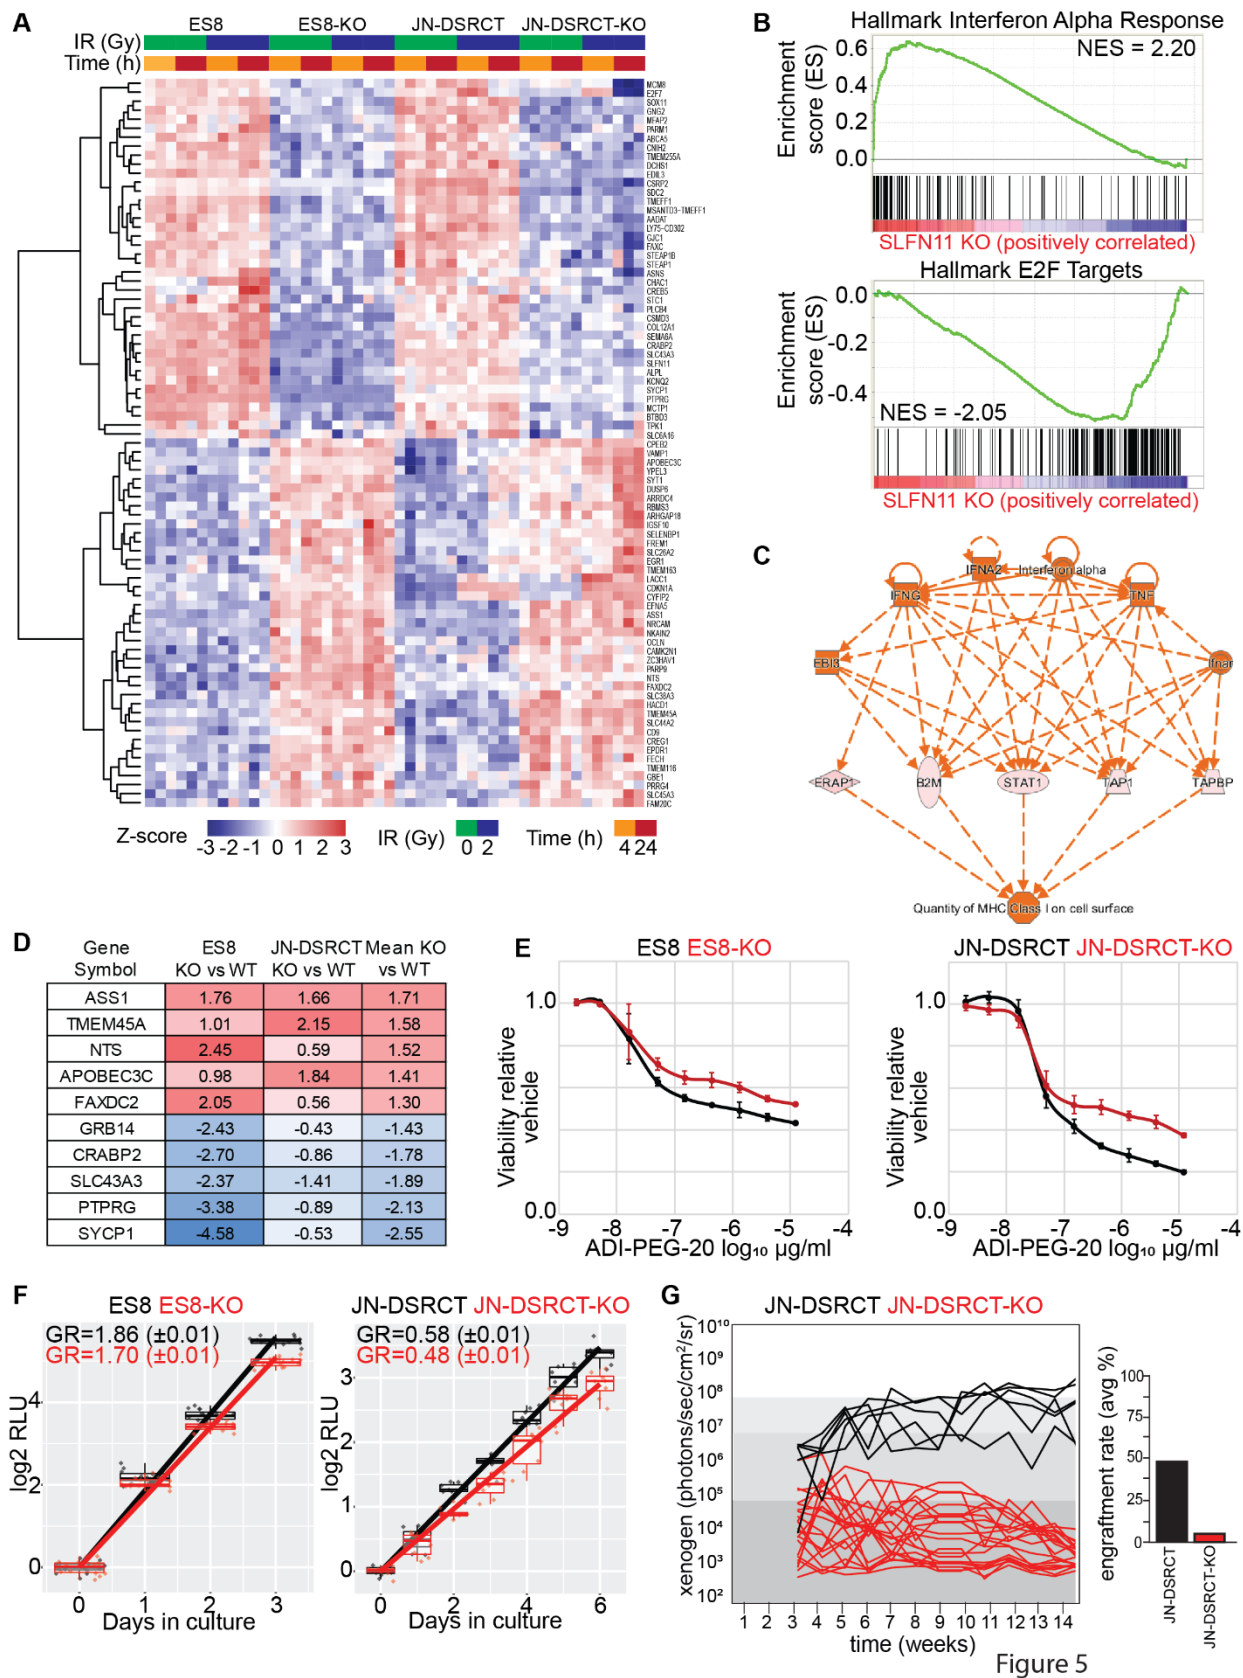 A
ES8 ES8-KO JN-DSRCT JN-DSRCT-KO
IR (Gy)
Time (h)
MCM8
E2F7
SOX11
GNG2
MFAP2
PARM1
ABCA5
CNIH2
TMEM255A
DCHS1
EDIL3
CSRP2
SDC2
TMEFF1
MSANTD3-TMEFF1
AADAT
LY75-CD302
GJC1
FAXC
STEAP1B
STEAP1
ASNS
CHAC1
CREB5
STC1
PLCB4
CSMD3
COL12A1
SEMA6A
CRABP2
SLC43A3
SLFN11
ALPL
KCNQ2
SYCP1
PTPRG
MCTP1
BTBD3
TPK1
SLC6A16
CPEB2
VAMP1
APOBEC3C
YPEL3
SYT1
DUSP6
ARRDC4
RBMS3
ARHGAP18
IGSF10
SELENBP1
FREM1
SLC26A2
EGR1
TMEM163
LACC1
CDKN1A
CYFIP2
EFNA5
ASS1
NRCAM
NKAIN2
OCLN
CAMK2N1
ZC3HAV1
PARP9
NTS
FAXDC2
SLC38A3
HACD1
TMEM45A
SLC44A2
CD9
CREG1
EPDR1
FECH
TMEM116
GBE1
PRRG4
SLC45A3
FAM20C
Z-score -3 -2 -1 0 1 2 3
IR (Gy) 0 2
Time (h) 4 24
B
Hallmark Interferon Alpha Response
NES = 2.20
Enrichment
score (ES)
0.6
0.4
0.2
0.0
SLFN11 KO (positively correlated)
Hallmark E2F Targets
Enrichment
score (ES)
0.0
-0.2
-0.4
NES = -2.05
SLFN11 KO (positively correlated)
C
IFNA2 Interferon alpha
IFNG TNF
EBI3 Ifnar
ERAP1 B2M STAT1 TAP1 TAPBP
Quantity of MHC Class I on cell surface
D
Gene Symbol ES8 KO vs WT JN-DSRCT KO vs WT Mean KO vs WT
ASS1 1.76 1.66 1.71
TMEM45A 1.01 2.15 1.58
NTS 2.45 0.59 1.52
APOBEC3C 0.98 1.84 1.41
FAXDC2 2.05 0.56 1.30
GRB14 -2.43 -0.43 -1.43
CRABP2 -2.70 -0.86 -1.78
SLC43A3 -2.37 -1.41 -1.89
PTPRG -3.38 -0.89 -2.13
SYCP1 -4.58 -0.53 -2.55
E
ES8 ES8-KO
Viability relative
vehicle
1.0
0.0
-9 -8 -7 -6 -5 -4
ADI-PEG-20 log₁₀ µg/ml
JN-DSRCT JN-DSRCT-KO
Viability relative
vehicle
1.0
0.0
-9 -8 -7 -6 -5 -4
ADI-PEG-20 log₁₀ µg/ml
F
ES8 ES8-KO
GR=1.86 (±0.01)
GR=1.70 (±0.01)
log2 RLU
4
2
0
0 1 2 3
Days in culture
JN-DSRCT JN-DSRCT-KO
GR=0.58 (±0.01)
GR=0.48 (±0.01)
log2 RLU
3
2
1
0
0 2 4 6
Days in culture
G
JN-DSRCT JN-DSRCT-KO
xenogen (photons/sec/cm²/sr)
10¹⁰
10⁹
10⁸
10⁷
10⁶
10⁵
10⁴
10³
10²
1 2 3 4 5 6 7 8 9 10 11 12 13 14
time (weeks)
engraftment rate (avg %)
100
75
50
25
0
JN-DSRCT
JN-DSRCT-KO
Figure 5